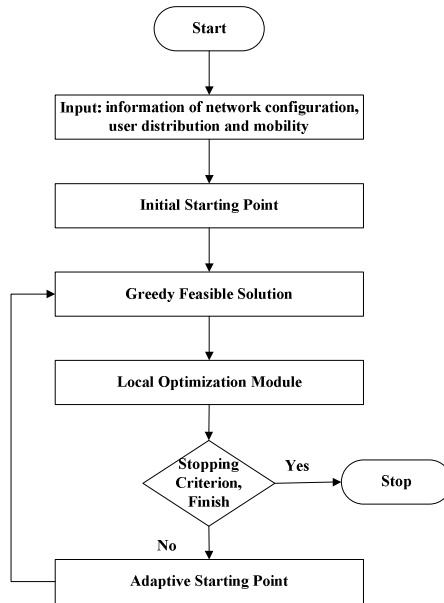 Start
Input: information of network configuration,
user distribution and mobility
Initial Starting Point
Greedy Feasible Solution
Local Optimization Module
Stopping
Criterion,
Finish
Yes
Stop
No
Adaptive Starting Point